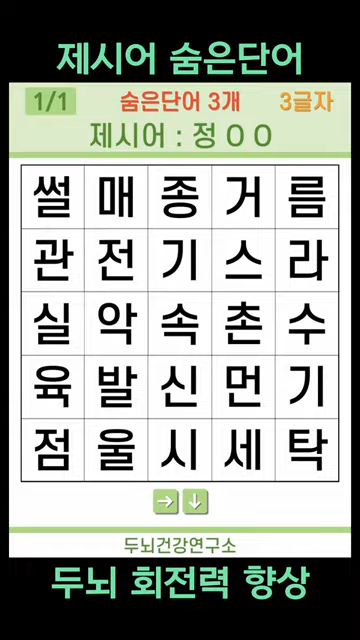 제시어 숨은단어
1/1 숨은단어 3개 3글자
제시어 : 정 O O
썰 매 종 거 름
관 전 기 스 라
실 악 속 촌 수
육 발 신 먼 기
점 울 시 세 탁
→ ↓
두뇌건강연구소
두뇌 회전력 향상